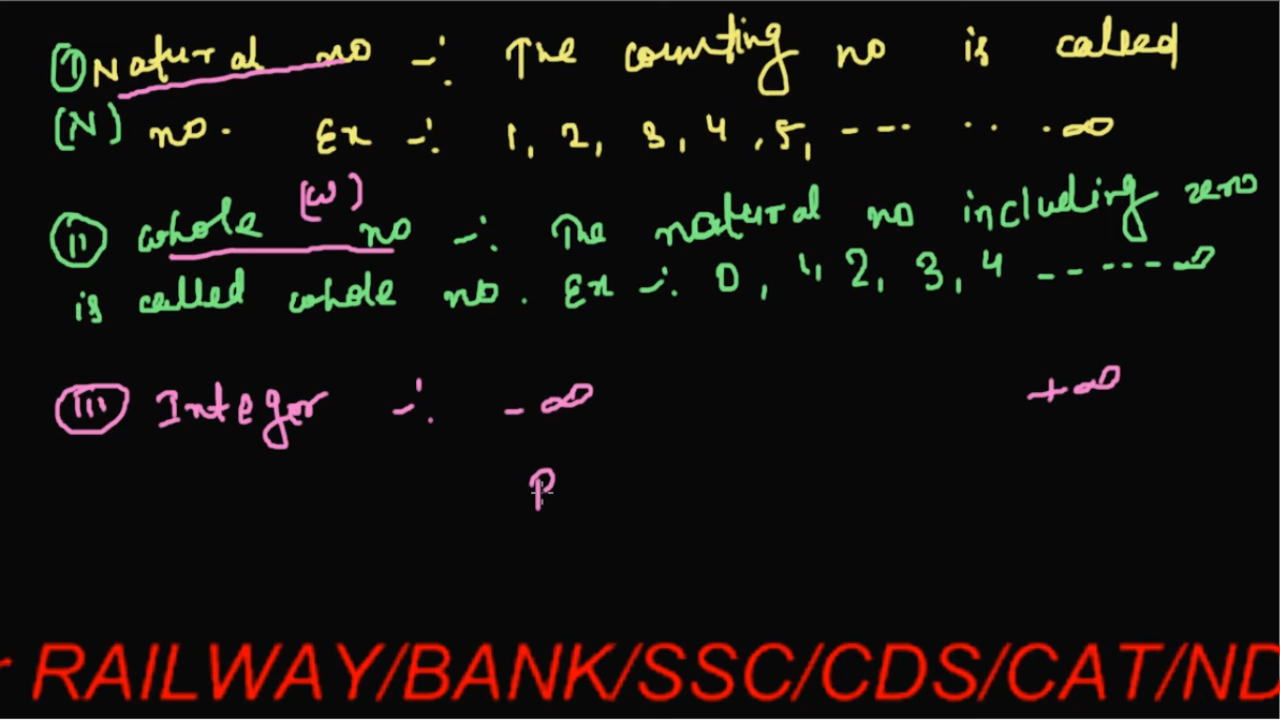 (i) Natural no -: The counting no is called
(N) no. Ex -: 1, 2, 3, 4, 5, --- .. . ∞
(ii) whole (W) no -: The natural no including zero
is called whole no. Ex -: 0, 1, 2, 3, 4 ------∞
(iii) Integer -: -∞ +∞
P
r RAILWAY/BANK/SSC/CDS/CAT/ND